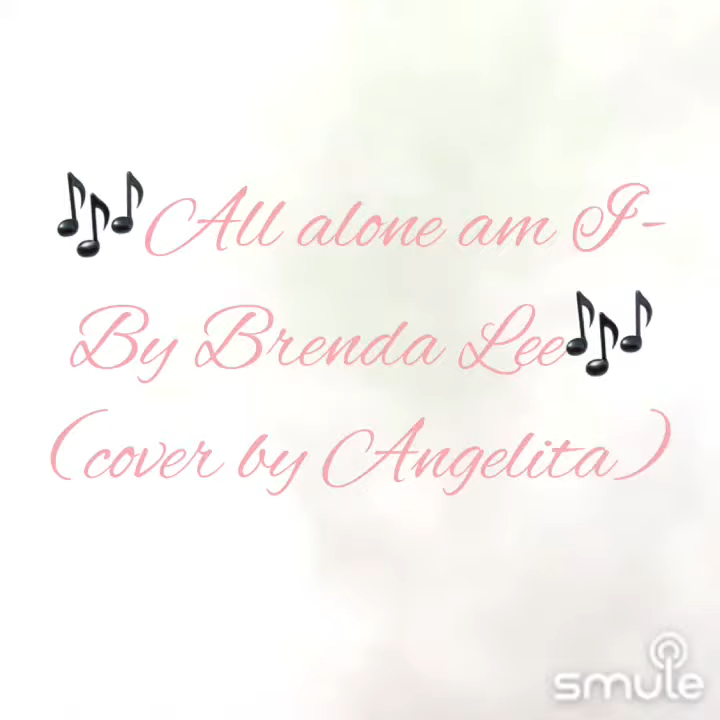 🎶All alone am I-
By Brenda Lee🎶
(cover by Angelita)
smule